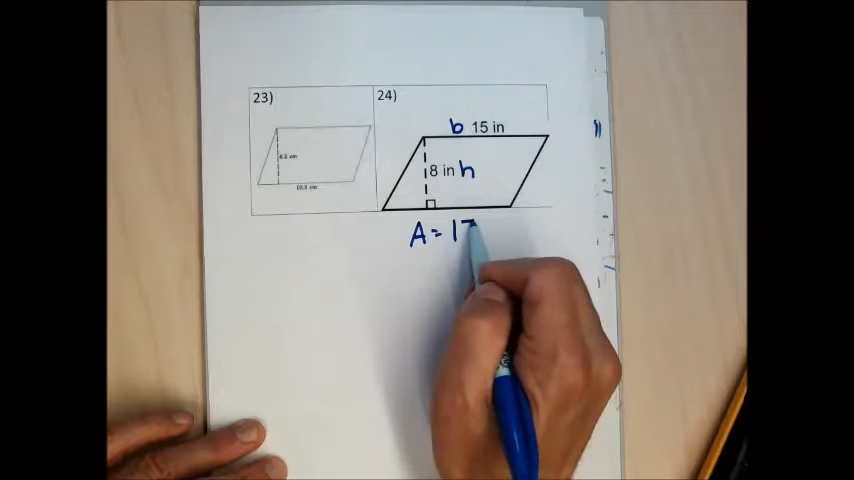 23)
24)
b 15 in
8 in h
10.3 cm
A = 1